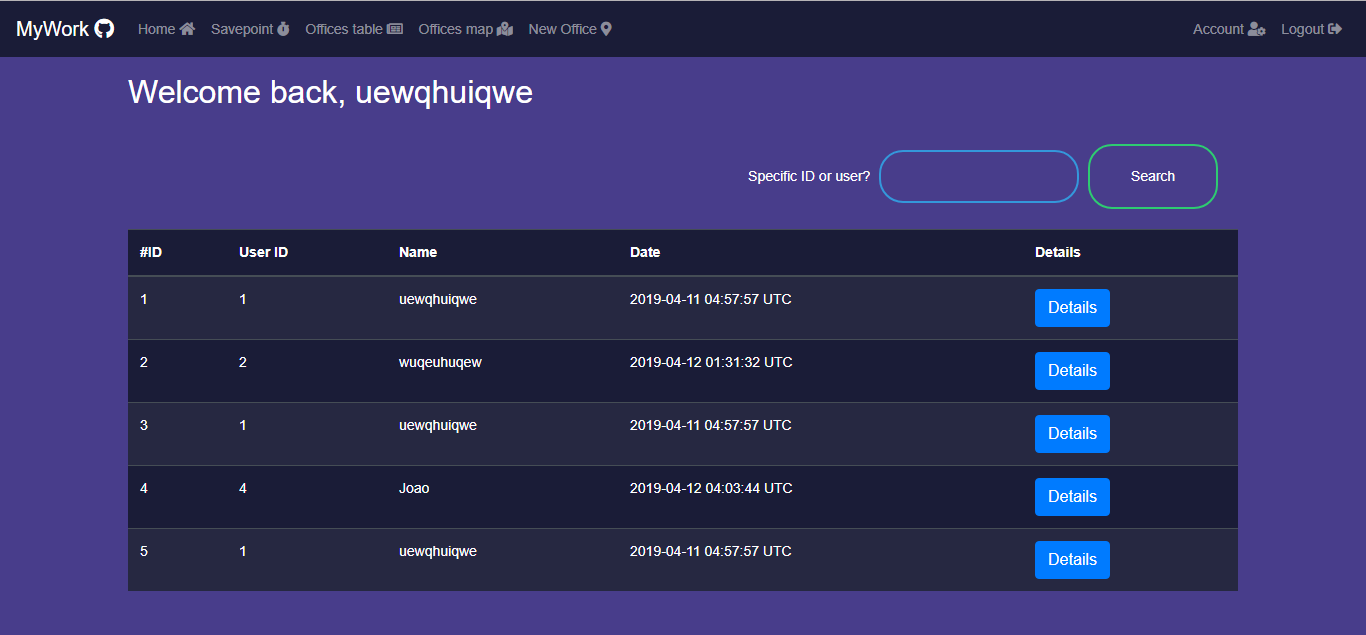 MyWork Home Savepoint Offices table Offices map New Office Account Logout
Welcome back, uewqhuiqwe
Specific ID or user? Search
#ID User ID Name Date Details
1 1 uewqhuiqwe 2019-04-11 04:57:57 UTC Details
2 2 wuqeuhuqew 2019-04-12 01:31:32 UTC Details
3 1 uewqhuiqwe 2019-04-11 04:57:57 UTC Details
4 4 Joao 2019-04-12 04:03:44 UTC Details
5 1 uewqhuiqwe 2019-04-11 04:57:57 UTC Details